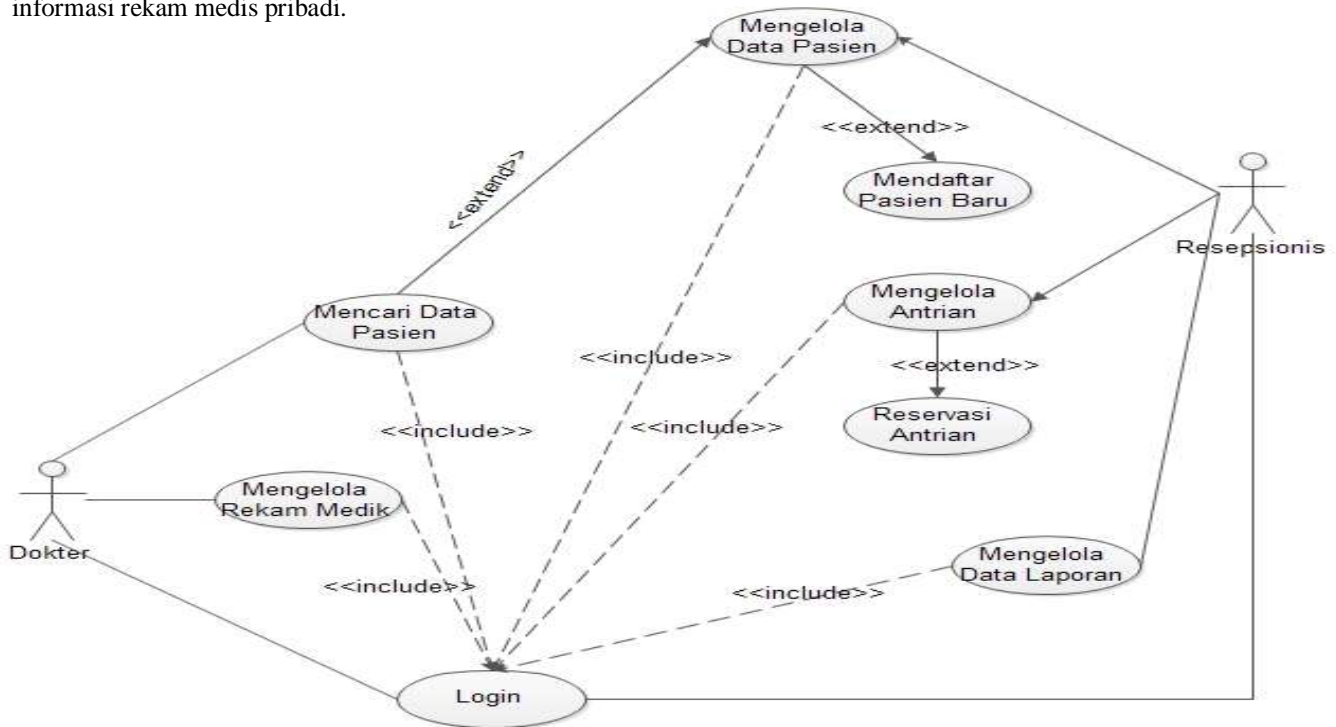 informasi rekam medis pribadi.
Mengelola
Data Pasien
<<extend>>
Mendaftar
Pasien Baru
<<extend>>
Resepsionis
Mengelola
Antrian
Mencari Data
Pasien
<<include>>
<<extend>>
Reservasi
Antrian
<<include>>
<<include>>
Mengelola
Rekam Medik
Dokter
Mengelola
Data Laporan
<<include>>
<<include>>
Login